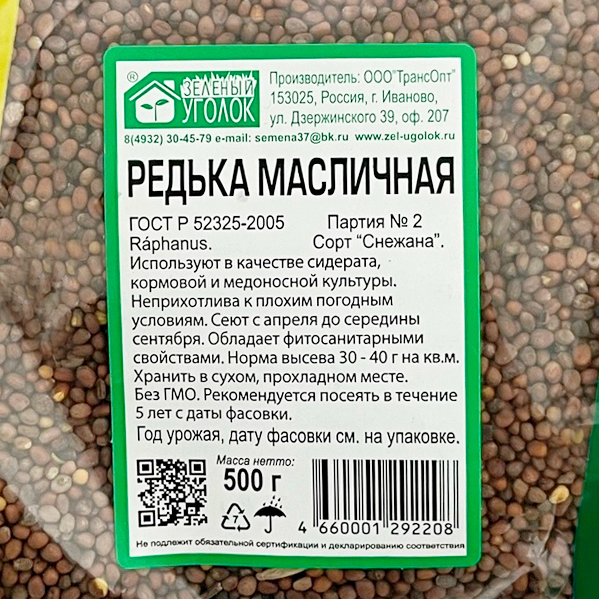 ®
ЗЕЛЕНЫЙ
УГОЛОК
Производитель: ООО"ТрансОпт"
153025, Россия, г. Иваново,
ул. Дзержинского 39, оф. 207
8(4932) 30-45-79 e-mail: semena37@bk.ru www.zel-ugolok.ru
РЕДЬКА МАСЛИЧНАЯ
ГОСТ Р 52325-2005 Партия № 2
Ráphanus. Сорт “Снежана”.
Используют в качестве сидерата,
кормовой и медоносной культуры.
Неприхотлива к плохим погодным
условиям. Сеют с апреля до середины
сентября. Обладает фитосанитарными
свойствами. Норма высева 30 - 40 г на кв.м.
Хранить в сухом, прохладном месте.
Без ГМО. Рекомендуется посеять в течение
5 лет с даты фасовки.
Год урожая, дату фасовки см. на упаковке.
Масса нетто:
500 г
7
4 660001 292208
Не подлежит обязательной сертификации и декларированию соответствия